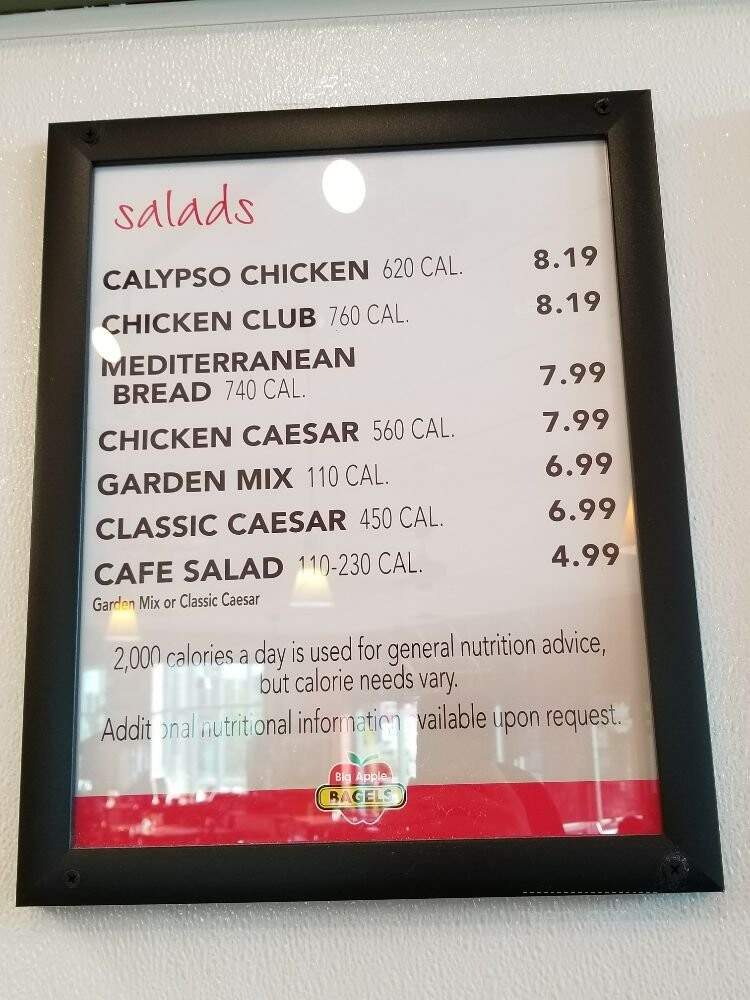 salads
CALYPSO CHICKEN 620 CAL. 8.19
CHICKEN CLUB 760 CAL. 8.19
MEDITERRANEAN
BREAD 740 CAL. 7.99
CHICKEN CAESAR 560 CAL. 7.99
GARDEN MIX 110 CAL. 6.99
CLASSIC CAESAR 450 CAL. 6.99
CAFE SALAD 110-230 CAL. 4.99
Garden Mix or Classic Caesar
2,000 calories a day is used for general nutrition advice,
but calorie needs vary.
Additional nutritional information available upon request.
Big Apple
BAGELS